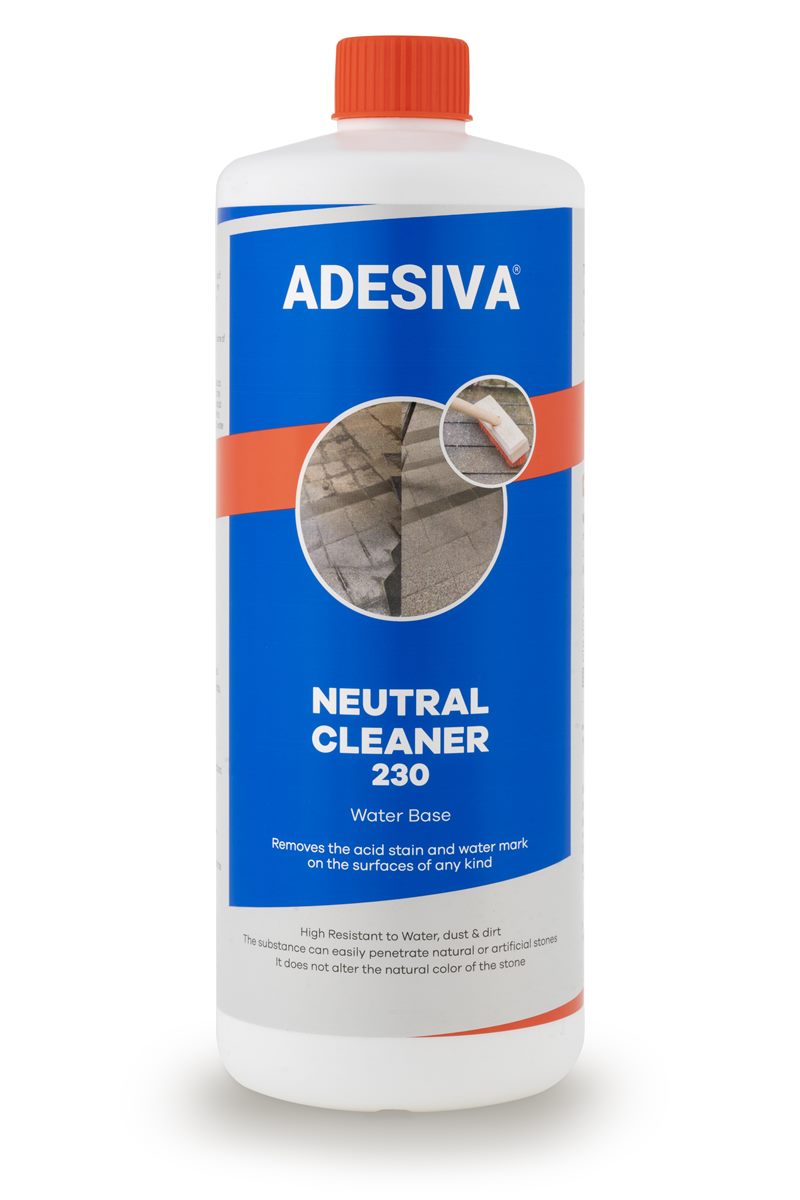 ADESIVA®
NEUTRAL
CLEANER
230
Water Base
Removes the acid stain and water mark
on the surfaces of any kind
High Resistant to Water, dust & dirt
The substance can easily penetrate natural or artificial stones
It does not alter the natural color of the stone